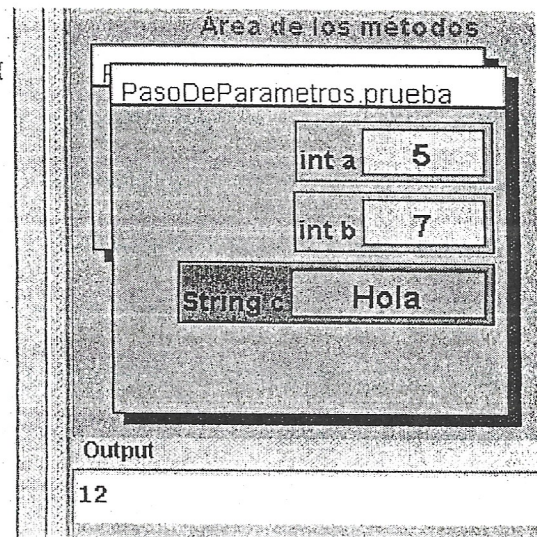 Área de los métodos
PasoDeParametros.prueba
int a 5
int b 7
String c Hola
Output
12